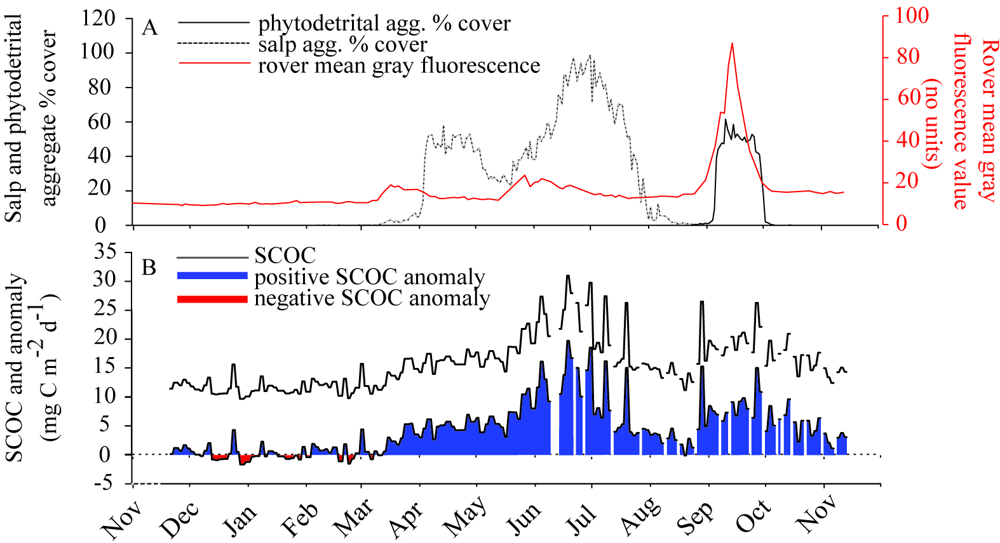 Salp and phytodetrital
aggregate % cover
120
100
80
60
40
20
0
A
phytodetrital agg. % cover
salp agg. % cover
rover mean gray fluorescence
100
80
60
40
20
0
Rover mean gray
fluorescence value
(no units)
SCOC and anomaly
(mg C m-2 d-1)
35
30
25
20
15
10
5
0
-5
B
SCOC
positive SCOC anomaly
negative SCOC anomaly
Nov Dec Jan Feb Mar Apr May Jun Jul Aug Sep Oct Nov